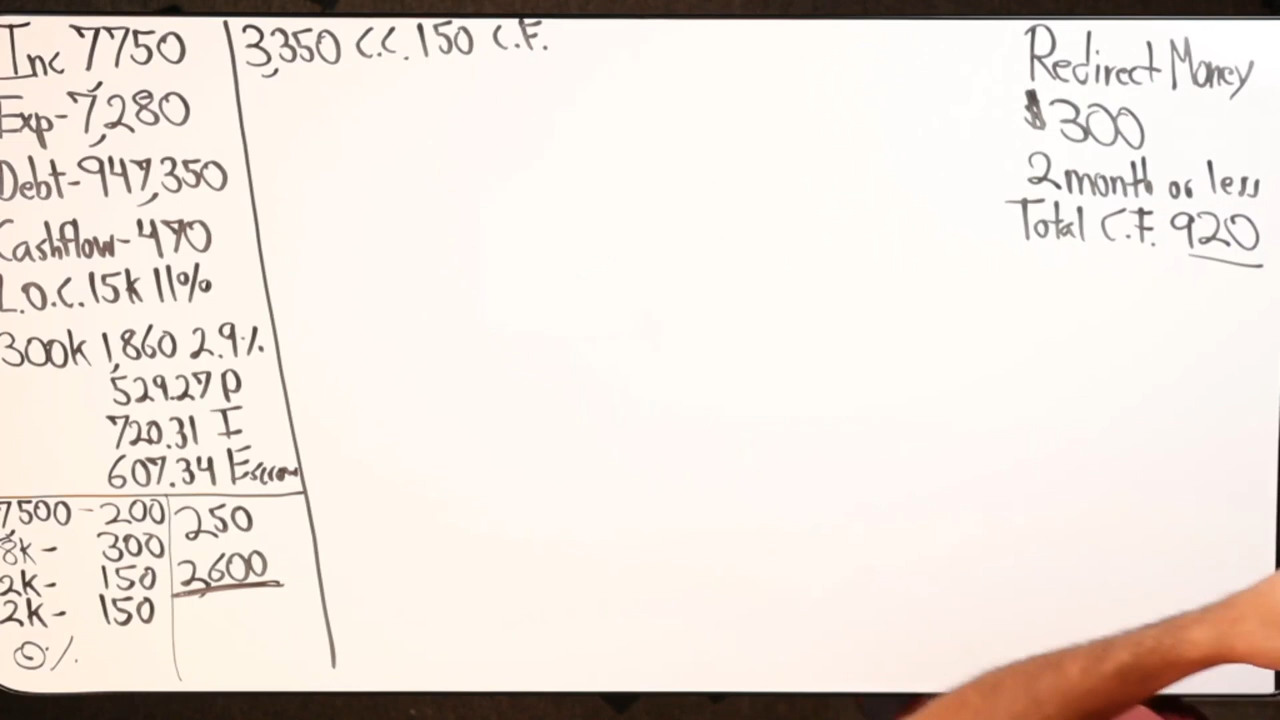 Inc 7750
Exp- 7,280
Debt- 947,350
Cashflow- 470
L.O.C. 15k 11%
300k 1,860 2.9%
529.27 P
720.31 I
607.34 Escrow
7500 - 200
8k- 300
2k- 150
2k- 150
0%
250
2,600
3,350 C.C. 150 C.F.
Redirect Money
$300
2 month or less
Total C.F. 920